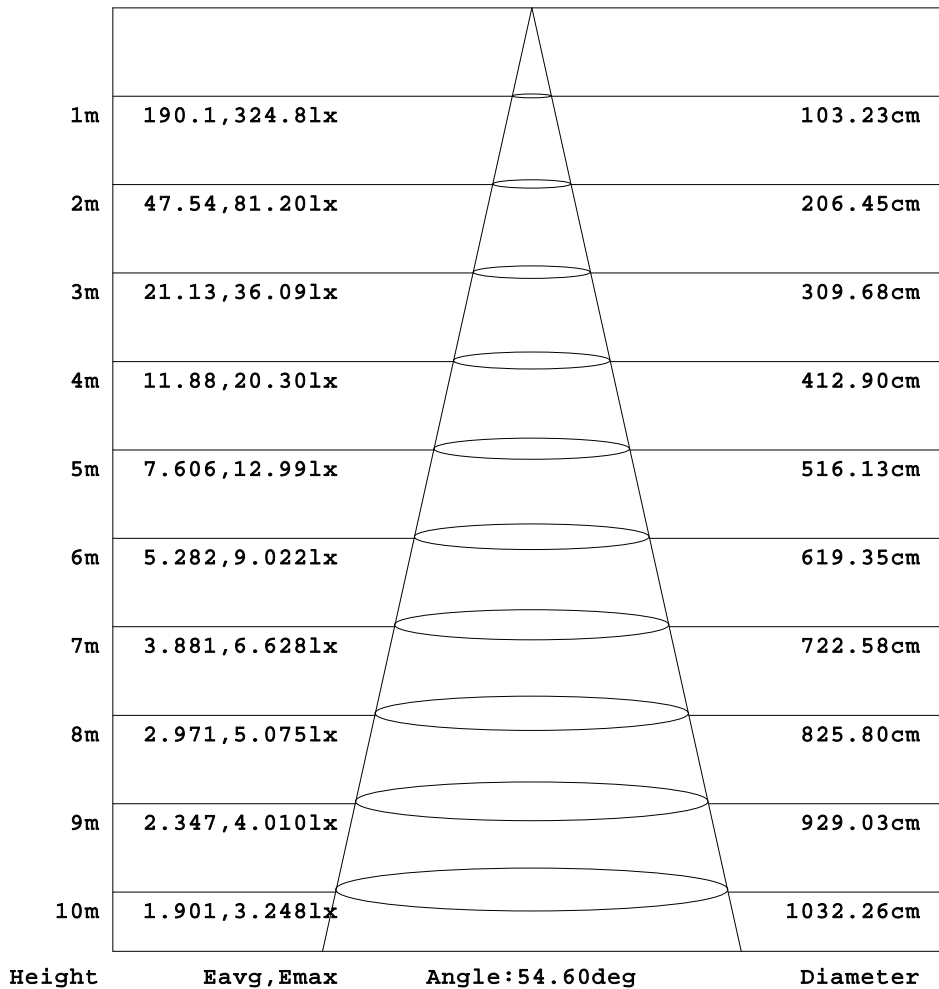 1m 190.1,324.8lx 103.23cm
2m 47.54,81.20lx 206.45cm
3m 21.13,36.09lx 309.68cm
4m 11.88,20.30lx 412.90cm
5m 7.606,12.99lx 516.13cm
6m 5.282,9.022lx 619.35cm
7m 3.881,6.628lx 722.58cm
8m 2.971,5.075lx 825.80cm
9m 2.347,4.010lx 929.03cm
10m 1.901,3.248lx 1032.26cm
Height Eavg,Emax Angle:54.60deg Diameter